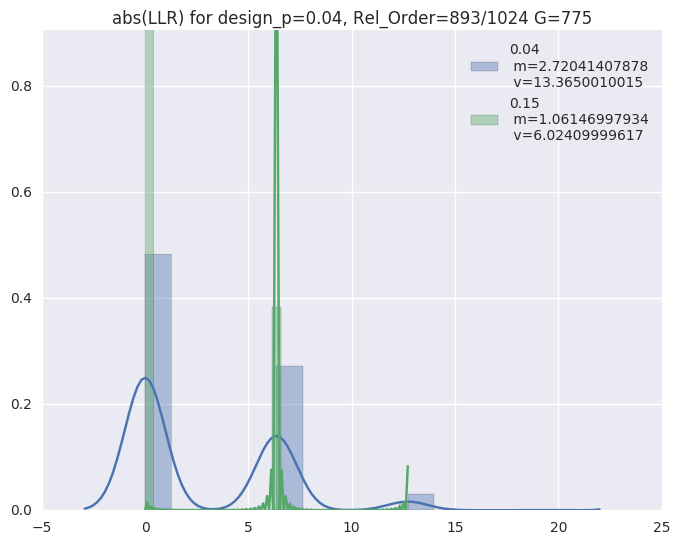 abs(LLR) for design_p=0.04, Rel_Order=893/1024 G=775
0.04
m=2.72041407878
v=13.3650010015
0.15
m=1.06146997934
v=6.02409999617
0.8
0.6
0.4
0.2
0.0
−5 0 5 10 15 20 25